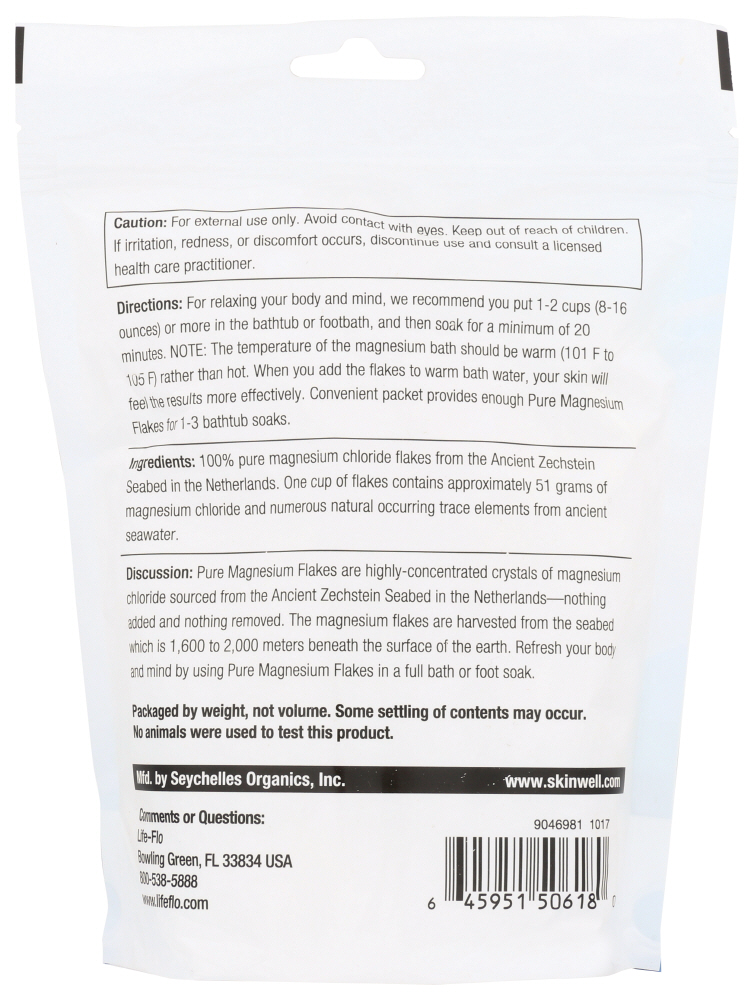 Caution: For external use only. Avoid contact with eyes. Keep out of reach of children.
If irritation, redness, or discomfort occurs, discontinue use and consult a licensed
health care practitioner.
Directions: For relaxing your body and mind, we recommend you put 1-2 cups (8-16
ounces) or more in the bathtub or footbath, and then soak for a minimum of 20
minutes. NOTE: The temperature of the magnesium bath should be warm (101 F to
105 F) rather than hot. When you add the flakes to warm bath water, your skin will
feel the results more effectively. Convenient packet provides enough Pure Magnesium
Flakes for 1-3 bathtub soaks.
Ingredients: 100% pure magnesium chloride flakes from the Ancient Zechstein
Seabed in the Netherlands. One cup of flakes contains approximately 51 grams of
magnesium chloride and numerous natural occurring trace elements from ancient
seawater.
Discussion: Pure Magnesium Flakes are highly-concentrated crystals of magnesium
chloride sourced from the Ancient Zechstein Seabed in the Netherlands—nothing
added and nothing removed. The magnesium flakes are harvested from the seabed
which is 1,600 to 2,000 meters beneath the surface of the earth. Refresh your body
and mind by using Pure Magnesium Flakes in a full bath or foot soak.
Packaged by weight, not volume. Some settling of contents may occur.
No animals were used to test this product.
Mfd. by Seychelles Organics, Inc. www.skinwell.com
Comments or Questions:
Life-Flo
Bowling Green, FL 33834 USA
800-538-5888
www.lifeflo.com
9046981 1017
6 45951 50618 0